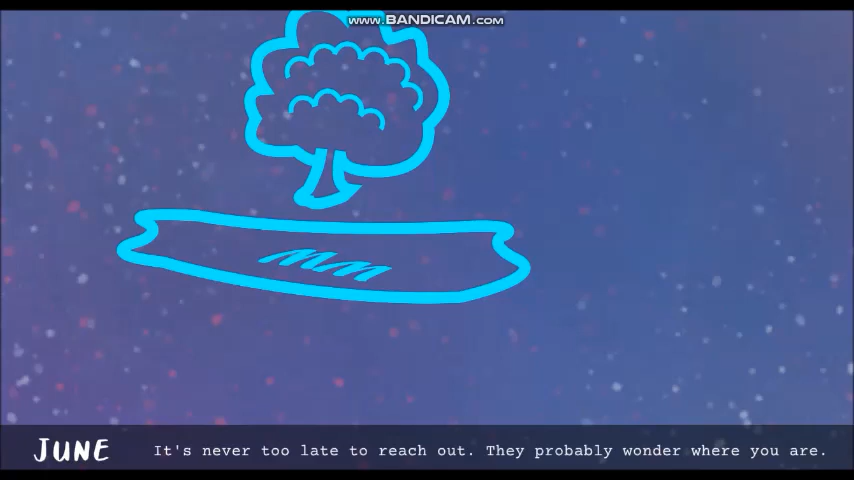 www.BANDICAM.com
JUNE
It's never too late to reach out. They probably wonder where you are.